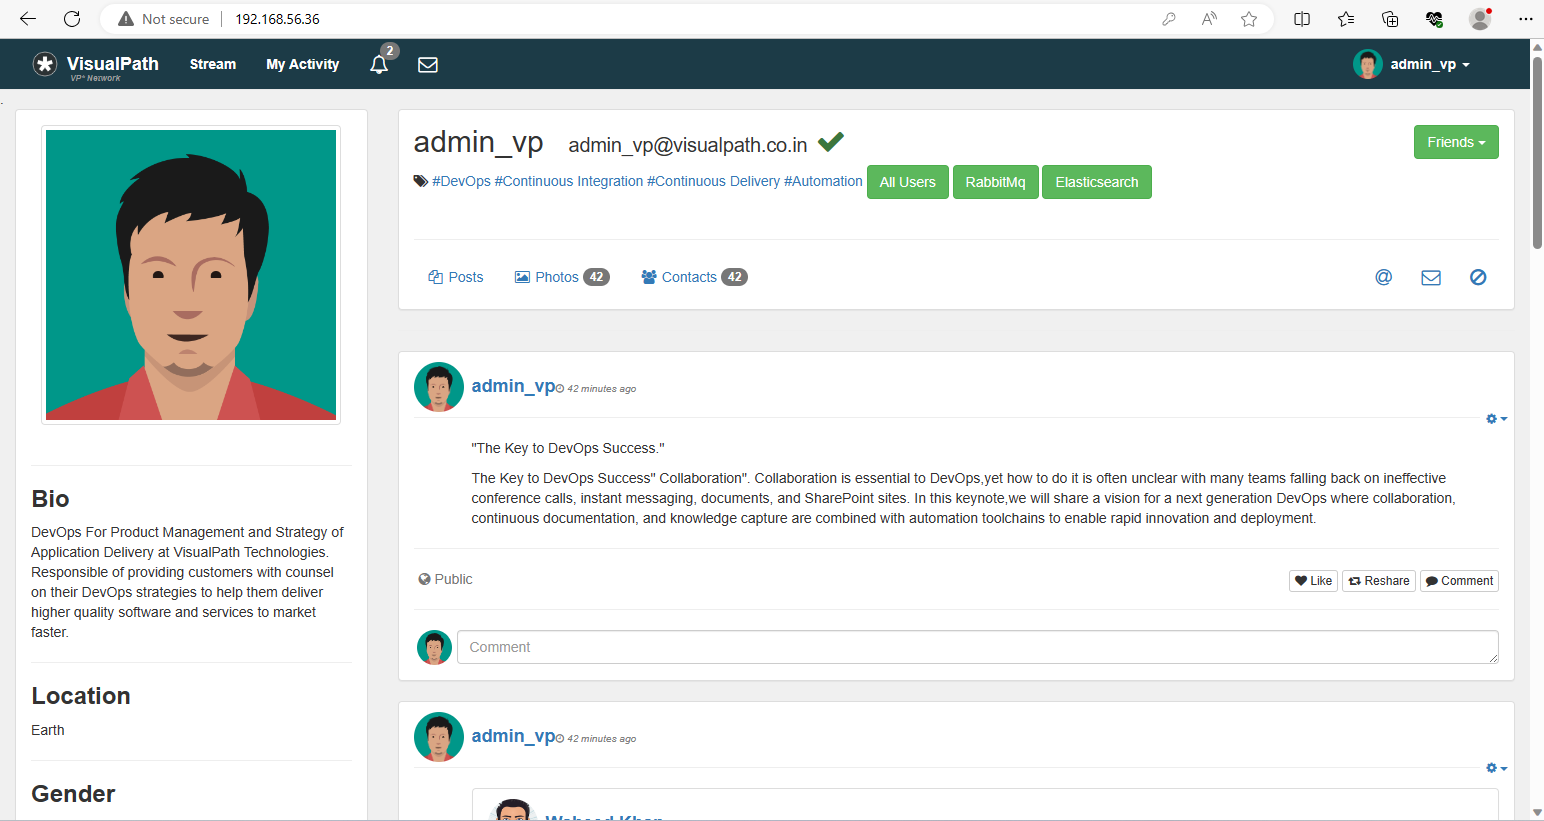 Not secure 192.168.56.36
VisualPath
VP* Network
Stream
My Activity
2
admin_vp
.
Bio
DevOps For Product Management and Strategy of
Application Delivery at VisualPath Technologies.
Responsible of providing customers with counsel
on their DevOps strategies to help them deliver
higher quality software and services to market
faster.
Location
Earth
Gender
admin_vp admin_vp@visualpath.co.in
Friends
#DevOps #Continuous Integration #Continuous Delivery #Automation All Users RabbitMq Elasticsearch
Posts Photos 42 Contacts 42 @
admin_vp 42 minutes ago
"The Key to DevOps Success."
The Key to DevOps Success" Collaboration". Collaboration is essential to DevOps,yet how to do it is often unclear with many teams falling back on ineffective
conference calls, instant messaging, documents, and SharePoint sites. In this keynote,we will share a vision for a next generation DevOps where collaboration,
continuous documentation, and knowledge capture are combined with automation toolchains to enable rapid innovation and deployment.
Public Like Reshare Comment
Comment
admin_vp 42 minutes ago
Waheed Khan